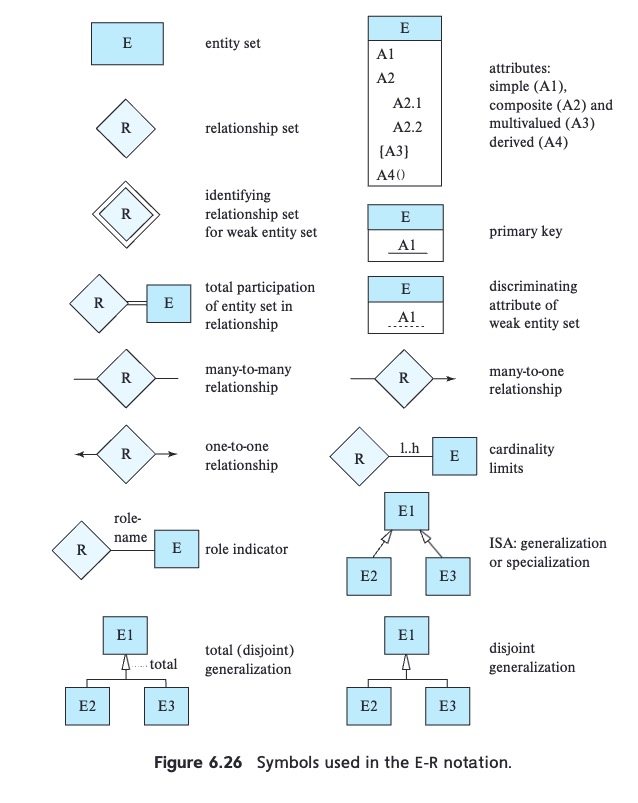 E
entity set
R
relationship set
R
identifying
relationship set
for weak entity set
R
E
total participation
of entity set in
relationship
R
many-to-many
relationship
R
one-to-one
relationship
R
role-
name
E
role indicator
E1
total
E2
E3
total (disjoint)
generalization
E
A1
A2
A2.1
A2.2
{A3}
A4()
attributes:
simple (A1),
composite (A2) and
multivalued (A3)
derived (A4)
E
A1
primary key
E
A1
discriminating
attribute of
weak entity set
R
many-to-one
relationship
R
l..h
E
cardinality
limits
E1
E2
E3
ISA: generalization
or specialization
E1
E2
E3
disjoint
generalization
Figure 6.26 Symbols used in the E-R notation.